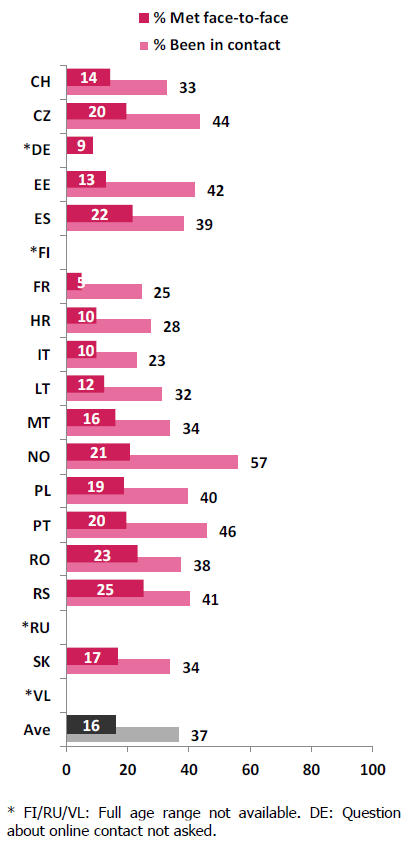 % Met face-to-face
% Been in contact
CH 14 33
CZ 20 44
*DE 9
EE 13 42
ES 22 39
*FI
FR 5 25
HR 10 28
IT 10 23
LT 12 32
MT 16 34
NO 21 57
PL 19 40
PT 20 46
RO 23 38
RS 25 41
*RU
SK 17 34
*VL
Ave 16 37
0 20 40 60 80 100
* FI/RU/VL: Full age range not available. DE: Question
about online contact not asked.